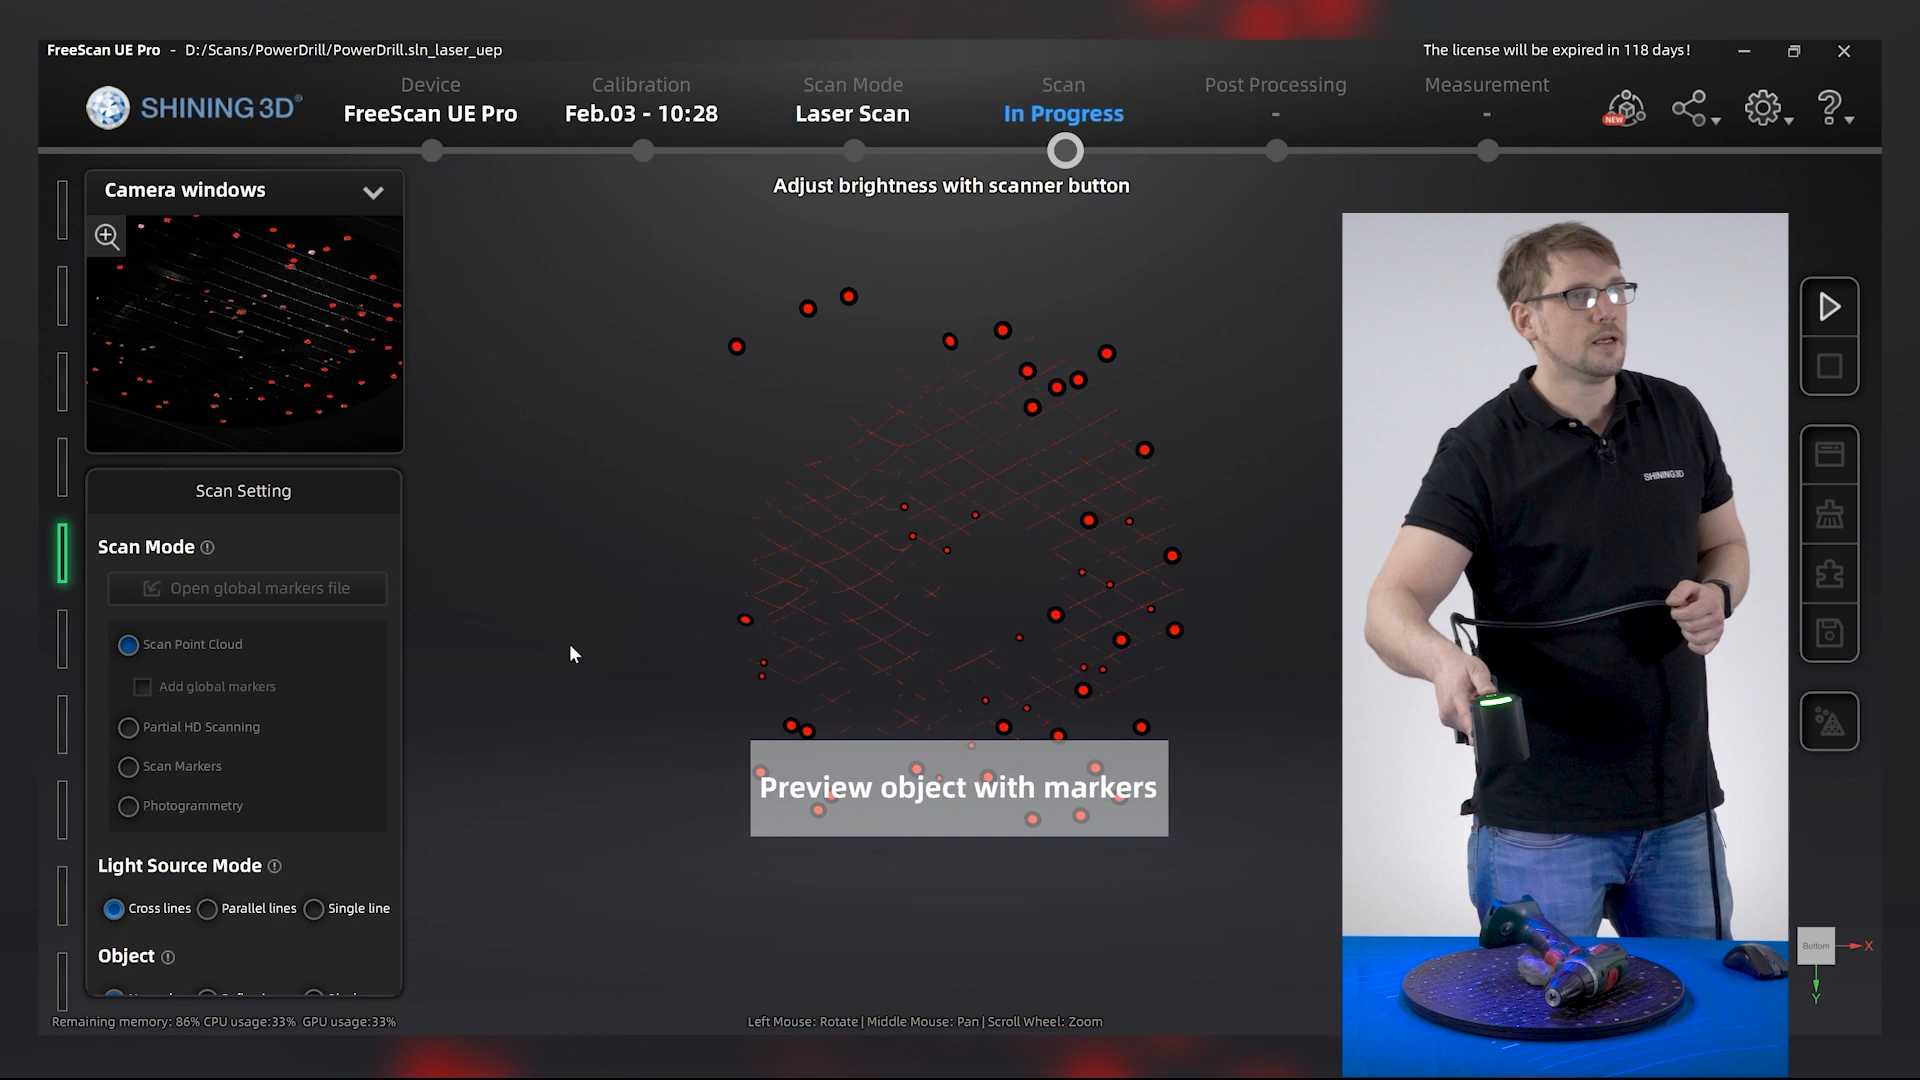 FreeScan UE Pro - D:/Scans/PowerDrill/PowerDrill.sln_laser_uep
The license will be expired in 118 days!
SHINING 3D®
Device
FreeScan UE Pro
Calibration
Feb.03 - 10:28
Scan Mode
Laser Scan
Scan
In Progress
Post Processing
-
Measurement
-
NEW
Adjust brightness with scanner button
Camera windows
Scan Setting
Scan Mode
Open global markers file
Scan Point Cloud
Add global markers
Partial HD Scanning
Scan Markers
Photogrammetry
Light Source Mode
Cross lines
Parallel lines
Single line
Object
Preview object with markers
SHINING3D
Bottom
X
Y
Remaining memory: 86% CPU usage:33% GPU usage:33%
Left Mouse: Rotate | Middle Mouse: Pan | Scroll Wheel: Zoom